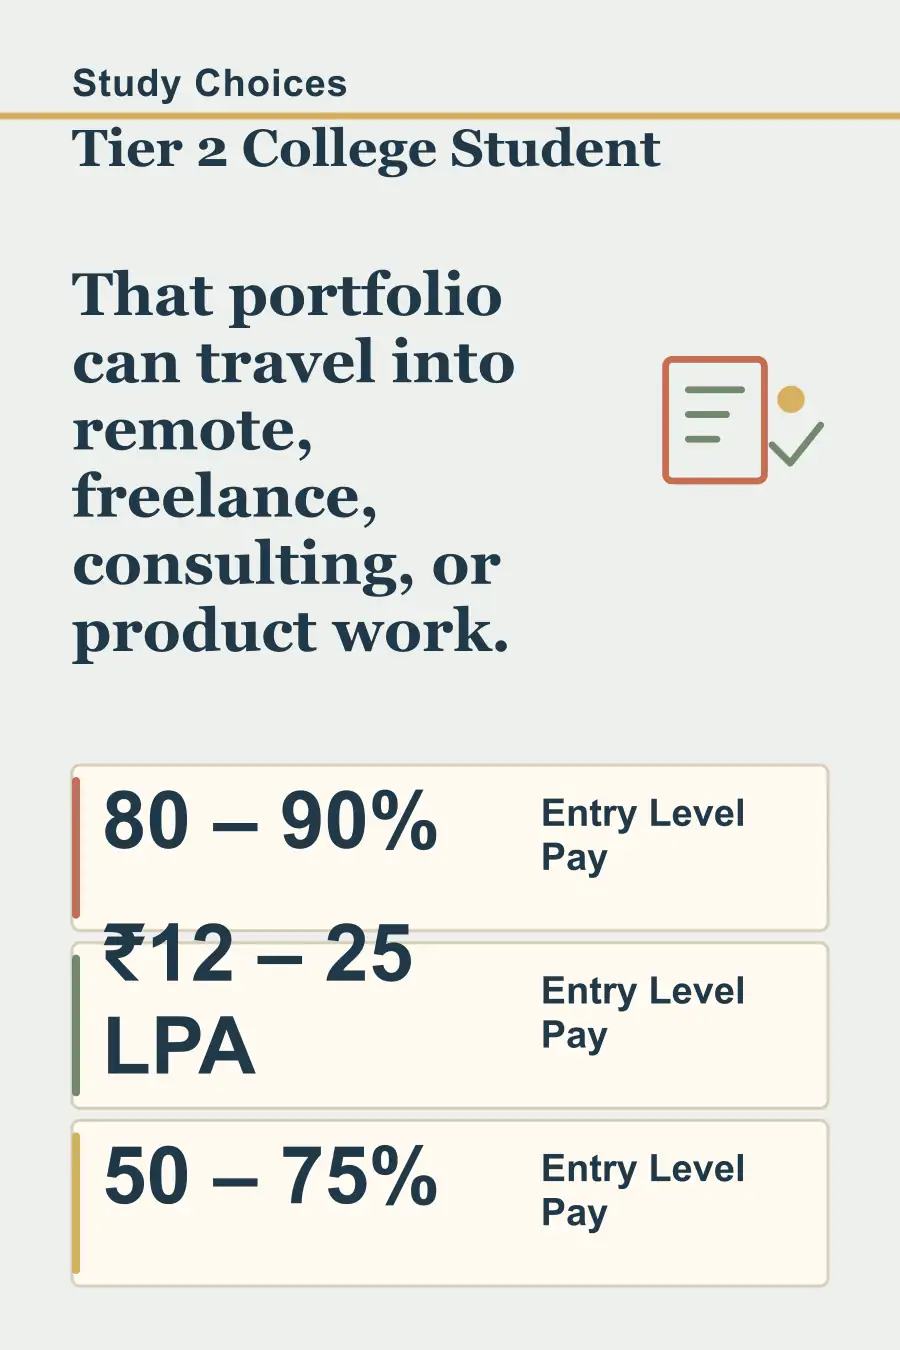 Study Choices
Tier 2 College Student
That portfolio
can travel into
remote,
freelance,
consulting, or
product work.
80 – 90%
Entry Level
Pay
₹12 – 25
LPA
Entry Level
Pay
50 – 75%
Entry Level
Pay